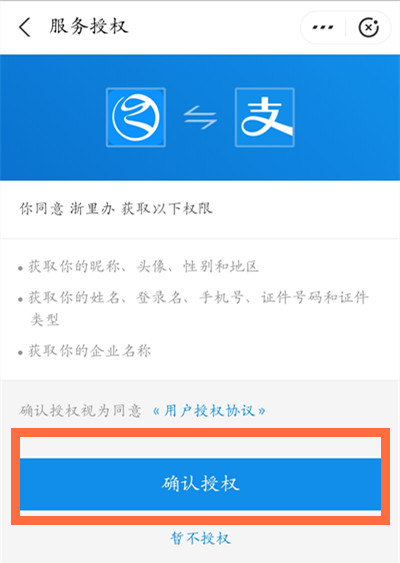 服务授权
支
你同意 浙里办 获取以下权限
获取你的昵称、头像、性别和地区
获取你的姓名、登录名、手机号、证件号码和证件
类型
获取你的企业名称
确认授权视为同意 《用户授权协议》
确认授权
暂不授权